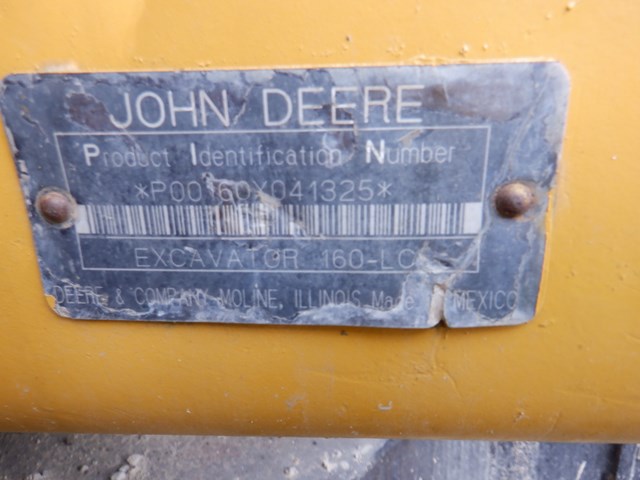 JOHN DEERE
Product Identification Number
EXCAVATOR 160-LC
DEERE & COMPANY MOLINE, ILLINOIS Made MEXICO